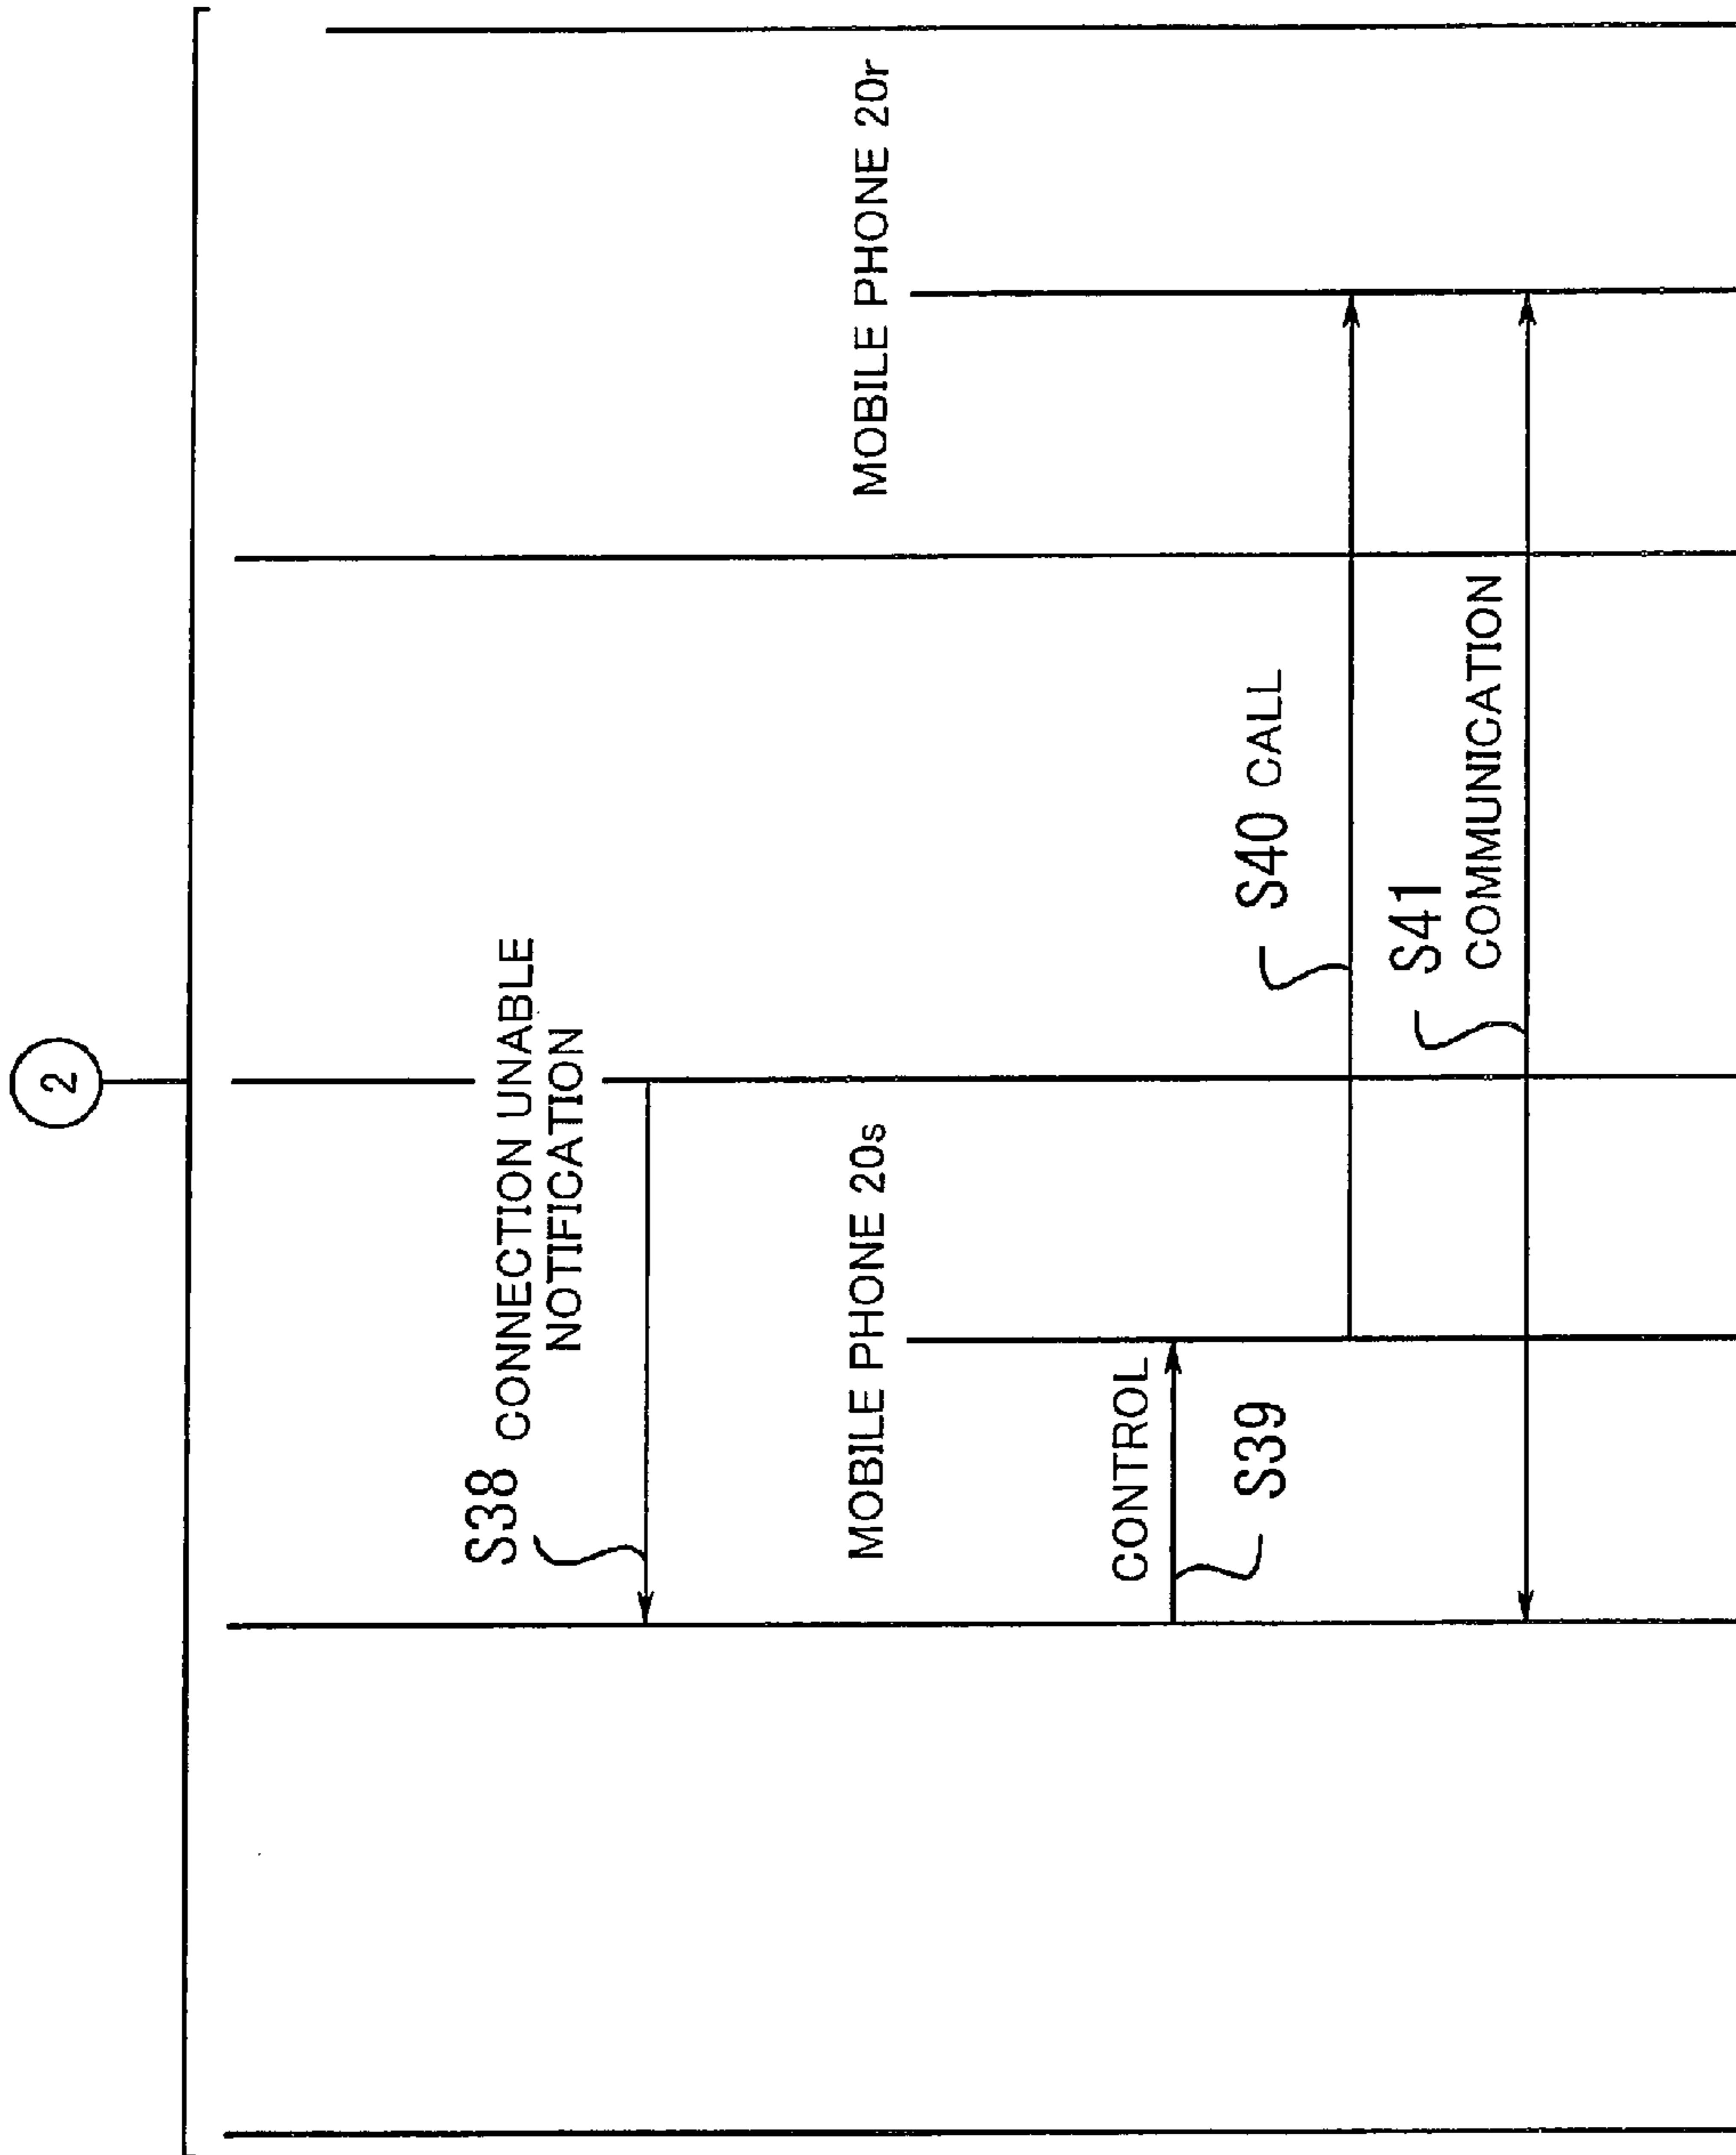 2
S38 CONNECTION UNABLE
NOTIFICATION
MOBILE PHONE 20s
MOBILE PHONE 20r
CONTROL
S39
S40 CALL
S41
COMMUNICATION